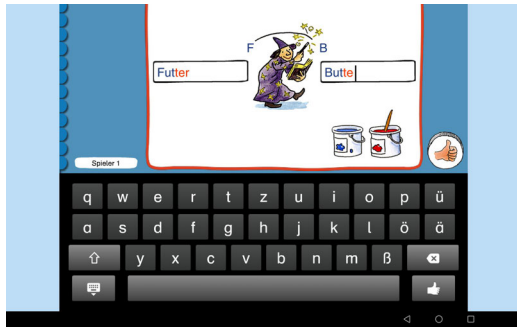 F B
Futter Butte
Spieler 1
q w e r t z u i o p ü
a s d f g h j k l ö ä
y x c v b n m ß